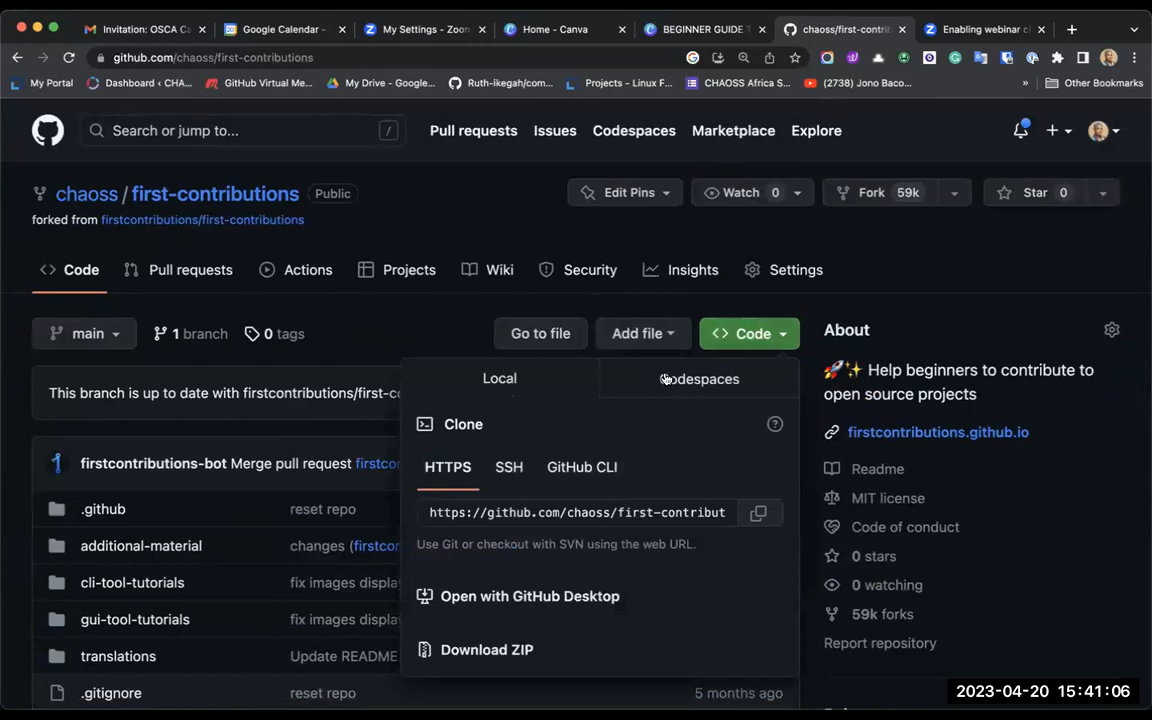 Invitation: OSCA Ca
Google Calendar -
My Settings - Zoom
Home - Canva
BEGINNER GUIDE T
chaoss/first-contrib
Enabling webinar c
github.com/chaoss/first-contributions
My Portal
Dashboard ‹ CHA...
GitHub Virtual Me...
My Drive - Google...
Ruth-ikegah/com...
Projects - Linux F...
CHAOSS Africa S...
(2738) Jono Baco...
»
Other Bookmarks
Search or jump to...
/
Pull requests
Issues
Codespaces
Marketplace
Explore
chaoss / first-contributions
Public
Edit Pins
Watch 0
Fork 59k
Star 0
forked from firstcontributions/first-contributions
Code
Pull requests
Actions
Projects
Wiki
Security
Insights
Settings
main
1 branch
0 tags
Go to file
Add file
Code
About
This branch is up to date with firstcontributions/first-co
Local
Codespaces
🚀✨ Help beginners to contribute to
open source projects
Clone
firstcontributions.github.io
firstcontributions-bot Merge pull request firstco
HTTPS
SSH
GitHub CLI
https://github.com/chaoss/first-contribut
Use Git or checkout with SVN using the web URL.
Open with GitHub Desktop
Download ZIP
.github
reset repo
additional-material
changes (firstcon
cli-tool-tutorials
fix images display
gui-tool-tutorials
fix images display
translations
Update README
.gitignore
reset repo
5 months ago
Readme
MIT license
Code of conduct
0 stars
0 watching
59k forks
Report repository
2023-04-20 15:41:06